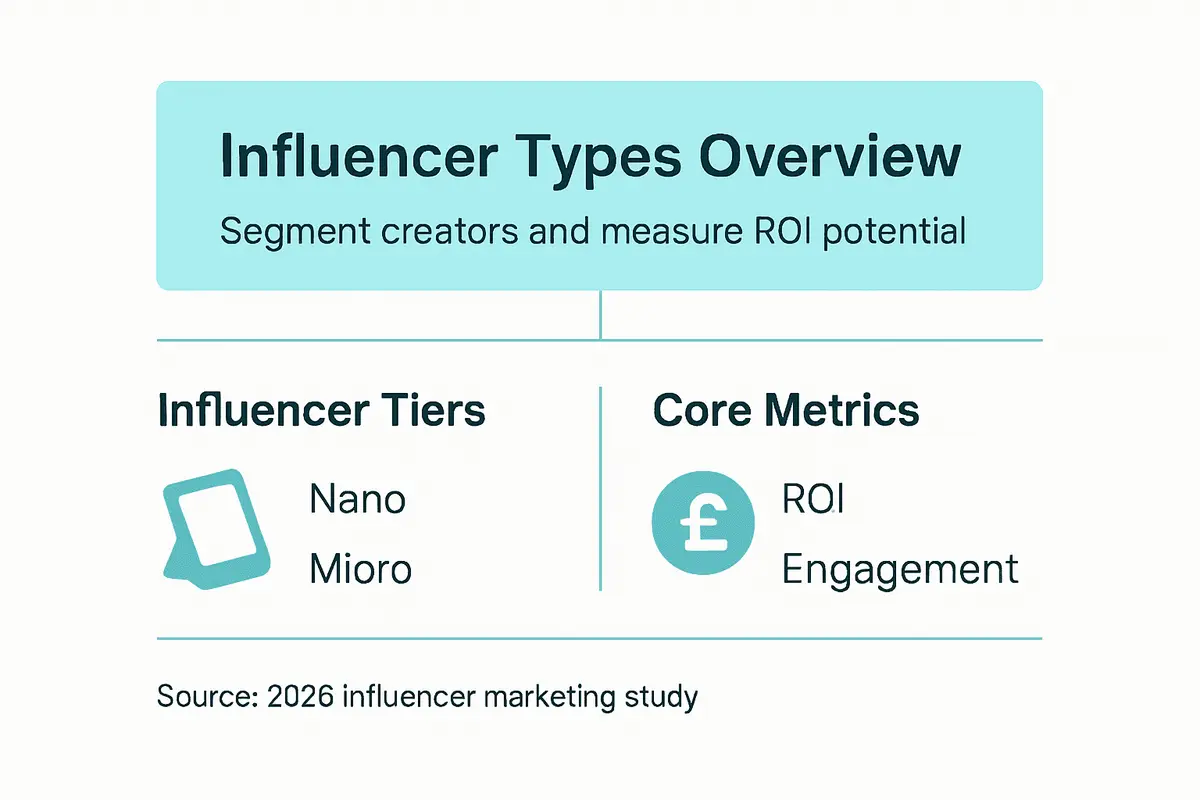 Influencer Types Overview
Segment creators and measure ROI potential
Influencer Tiers
Nano
Mioro
Core Metrics
£
ROI
Engagement
Source: 2026 influencer marketing study